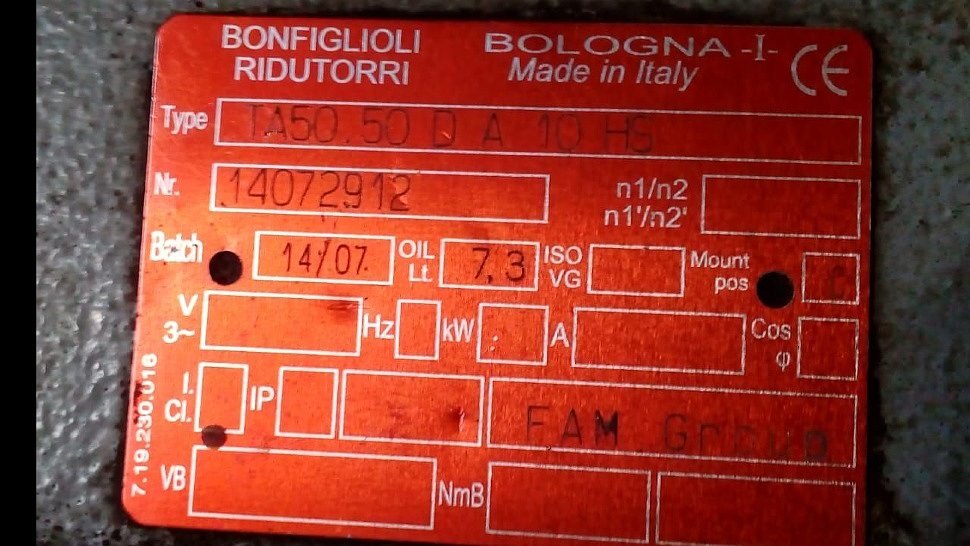 BONFIGLIOLI RIDUTORRI
BOLOGNA -I-
Made in Italy
CE
Type TA50.50 D A 10 HS
Nr. 14072912 n1/n2 n1'/n2'
Batch 14/07 OIL Lt. 7,3 ISO VG Mount pos
V 3~ Hz kW A Cos φ
I. Cl. IP FAM Group
VB NmB
7.19.230.016